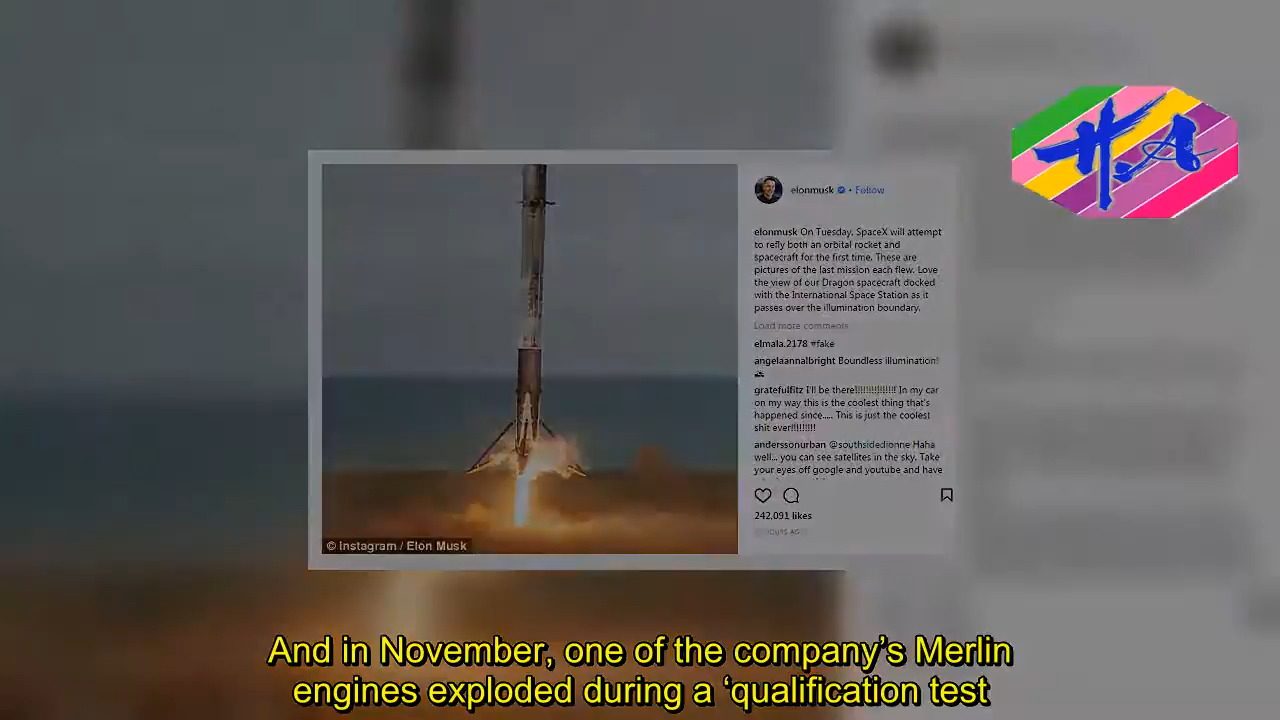 elonmusk • Follow
elonmusk On Tuesday, SpaceX will attempt
to refly both an orbital rocket and
spacecraft for the first time. These are
pictures of the last mission each flew. Love
the view of our Dragon spacecraft docked
with the International Space Station as it
passes over the illumination boundary.
Load more comments
elmala.2178 #fake
angelaannalbright Boundless illumination!
gratefulfitz I'll be there!!!!!!!!!!!!!!! In my car
on my way this is the coolest thing that's
happened since..... This is just the coolest
shit ever!!!!!!!!!
anderssonurban @southsidedionne Haha
well... you can see satellites in the sky. Take
your eyes off google and youtube and have
242,091 likes
© Instagram / Elon Musk
And in November, one of the company’s Merlin
engines exploded during a ‘qualification test